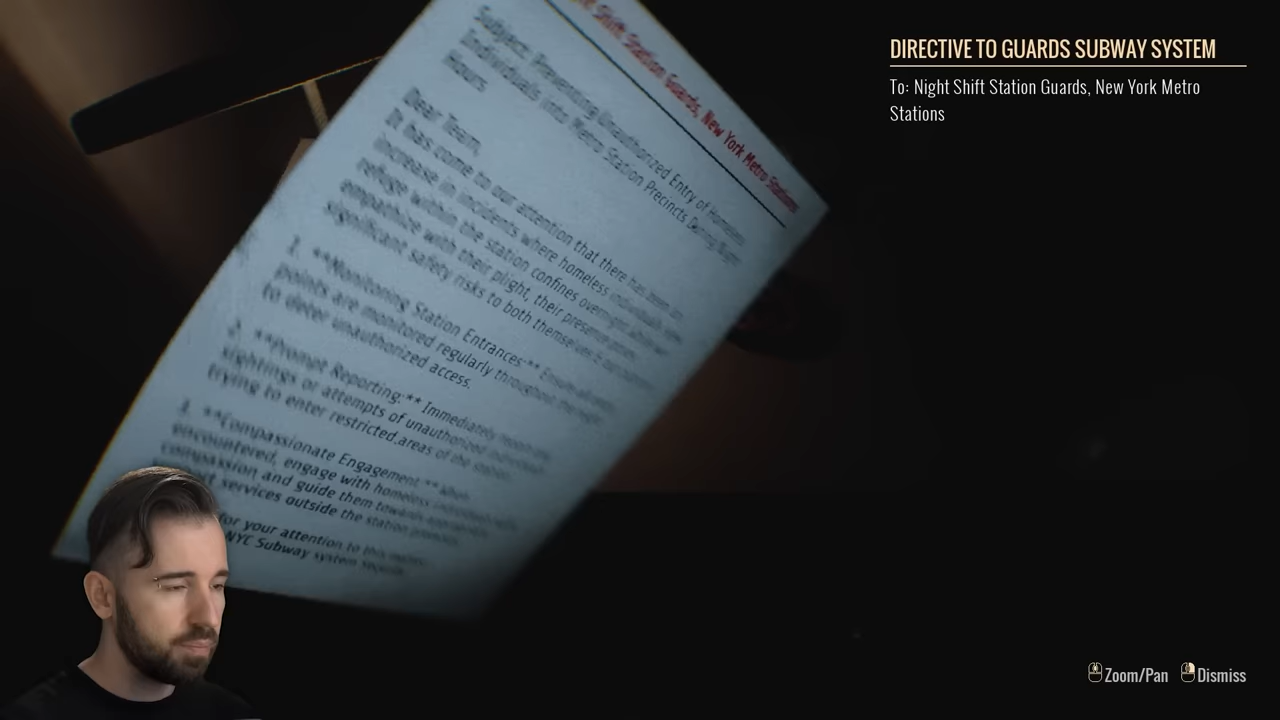 Shift Station Guards, New York Metro Stations
Subject: Preventing Unauthorized Entry of Homeless
Individuals into Metro Station Precincts During Night
Hours
Dear Team,
It has come to our attention that there has been an
increase in incidents where homeless individuals
refuge within the station confines overnight
empathize with their plight, their presence
significant safety risks to both themselves
1. **Monitoring Station Entrances:** Ensure
points are monitored regularly throughout the night
to deter unauthorized access.
2. **Prompt Reporting:** Immediately report any
sightings or attempts of unauthorized individuals
trying to enter restricted areas of the station.
3. **Compassionate Engagement:** When
encountered, engage with homeless individuals with
compassion and guide them towards appropriate
services outside the station premises.
for your attention to this matter.
NYC Subway system
DIRECTIVE TO GUARDS SUBWAY SYSTEM
To: Night Shift Station Guards, New York Metro
Stations
Zoom/Pan Dismiss